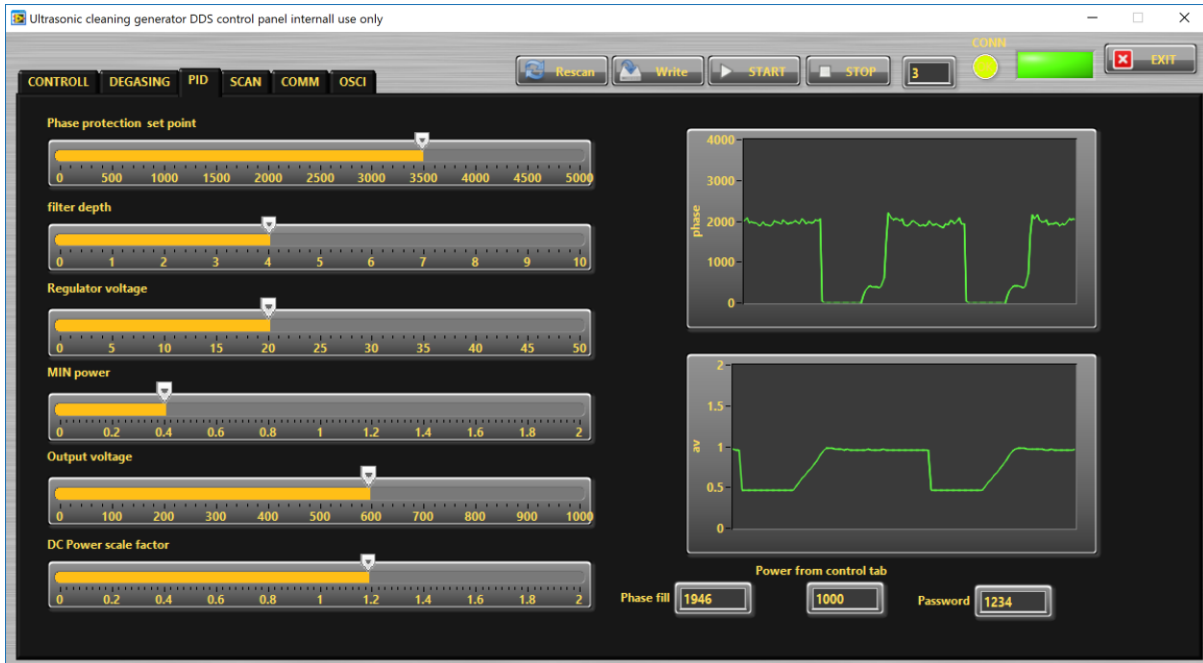 Ultrasonic cleaning generator DDS control panel internall use only
CONN
Rescan Write START STOP 3 EXIT
CONTROLL DEGASING PID SCAN COMM OSCI
Phase protection set point
0 500 1000 1500 2000 2500 3000 3500 4000 4500 5000
filter depth
0 1 2 3 4 5 6 7 8 9 10
Regulator voltage
0 5 10 15 20 25 30 35 40 45 50
MIN power
0 0.2 0.4 0.6 0.8 1 1.2 1.4 1.6 1.8 2
Output voltage
0 100 200 300 400 500 600 700 800 900 1000
DC Power scale factor
0 0.2 0.4 0.6 0.8 1 1.2 1.4 1.6 1.8 2
phase
4000
3000
2000
1000
0
av
2
1.5
1
0.5
0
Power from control tab
Phase fill 1946 1000 Password 1234